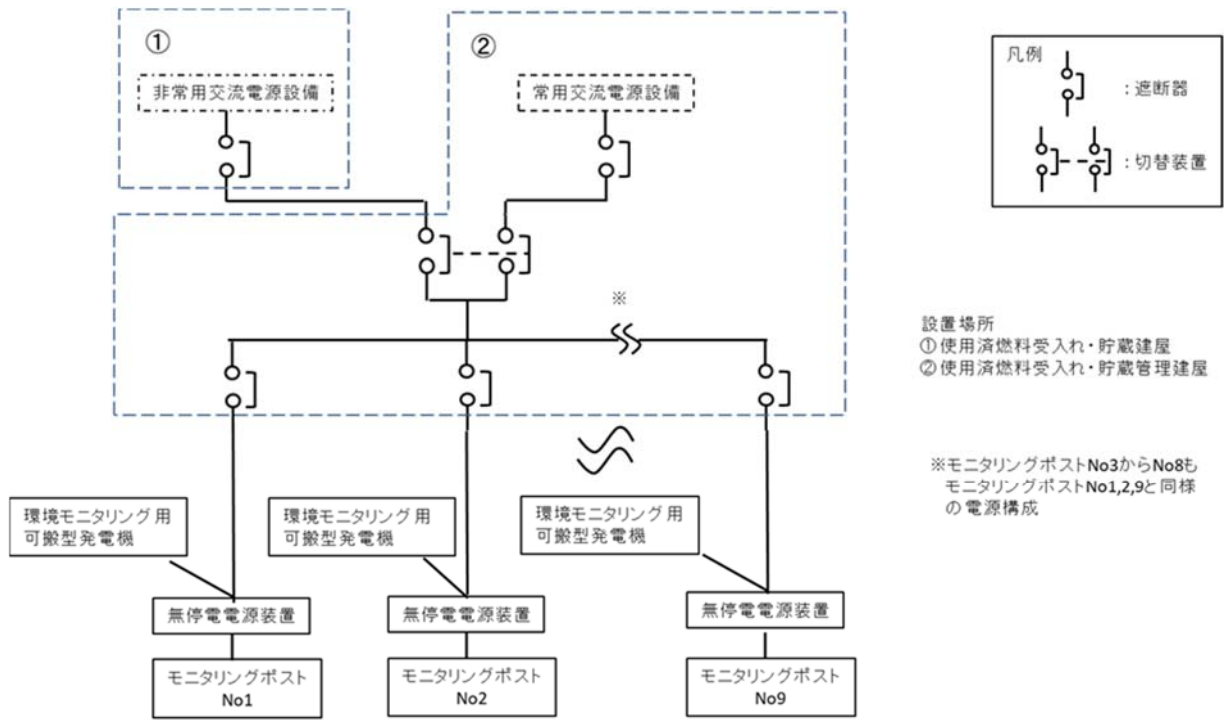 ①
②
非常用交流電源設備
常用交流電源設備
凡例
：遮断器
：切替装置
※
設置場所
①使用済燃料受入れ・貯蔵建屋
②使用済燃料受入れ・貯蔵管理建屋
※モニタリングポストNo3からNo8も
モニタリングポストNo1,2,9と同様
の電源構成
環境モニタリング用
可搬型発電機
環境モニタリング用
可搬型発電機
環境モニタリング用
可搬型発電機
無停電電源装置
無停電電源装置
無停電電源装置
モニタリングポスト
No1
モニタリングポスト
No2
モニタリングポスト
No9